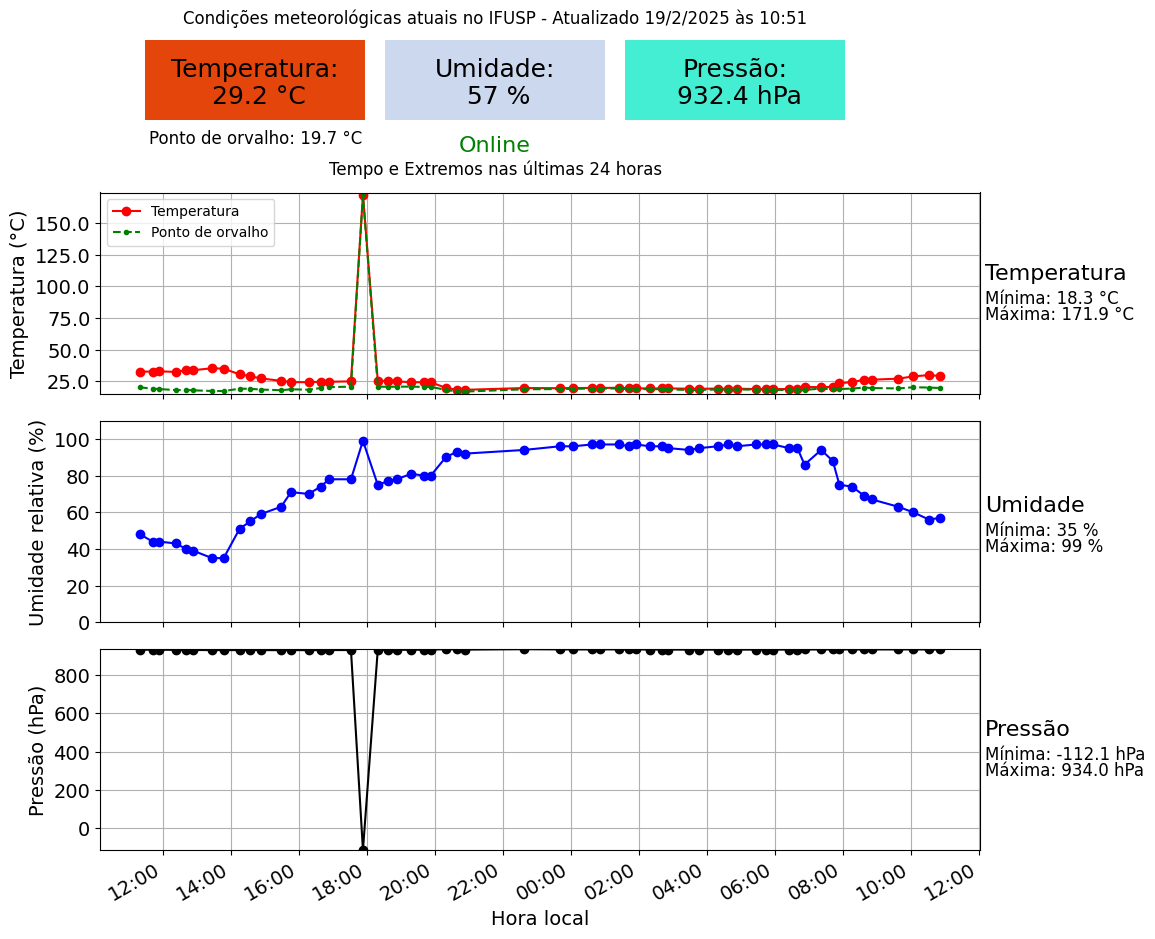 Condições meteorológicas atuais no IFUSP - Atualizado 19/2/2025 às 10:51
Temperatura:
29.2 °C
Umidade:
57 %
Pressão:
932.4 hPa
Ponto de orvalho: 19.7 °C
Online
Tempo e Extremos nas últimas 24 horas
Temperatura (°C)
150.0
125.0
100.0
75.0
50.0
25.0
Temperatura
Ponto de orvalho
Temperatura
Mínima: 18.3 °C
Máxima: 171.9 °C
Umidade relativa (%)
100
80
60
40
20
0
Umidade
Mínima: 35 %
Máxima: 99 %
Pressão (hPa)
800
600
400
200
0
Pressão
Mínima: -112.1 hPa
Máxima: 934.0 hPa
12:00
14:00
16:00
18:00
20:00
22:00
00:00
02:00
04:00
06:00
08:00
10:00
12:00
Hora local